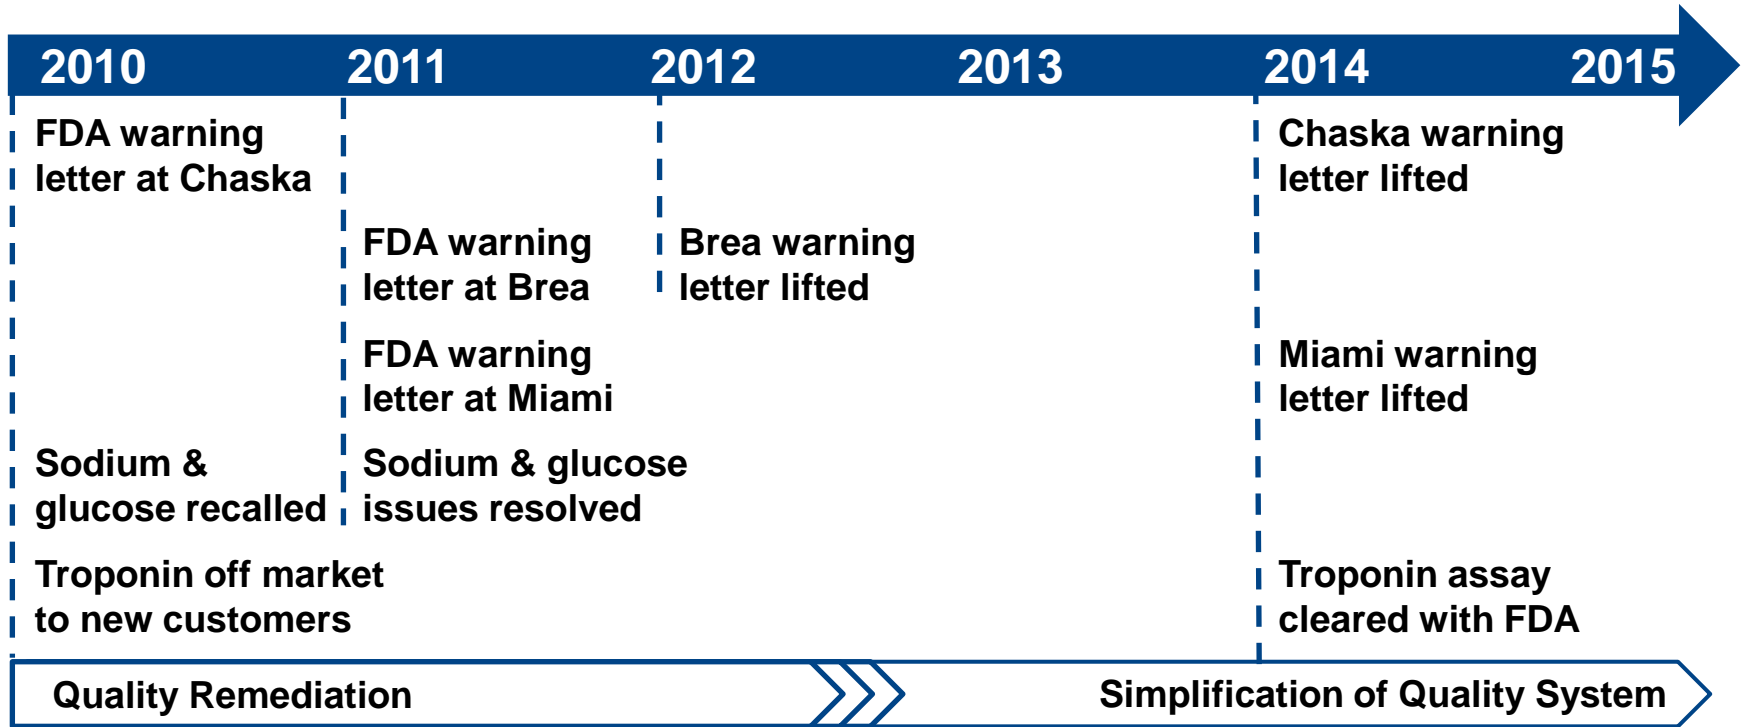 2010 2011 2012 2013 2014 2015
FDA warning
letter at Chaska
Chaska warning
letter lifted
FDA warning
letter at Brea
Brea warning
letter lifted
FDA warning
letter at Miami
Miami warning
letter lifted
Sodium &
glucose recalled
Sodium & glucose
issues resolved
Troponin off market
to new customers
Troponin assay
cleared with FDA
Quality Remediation
Simplification of Quality System